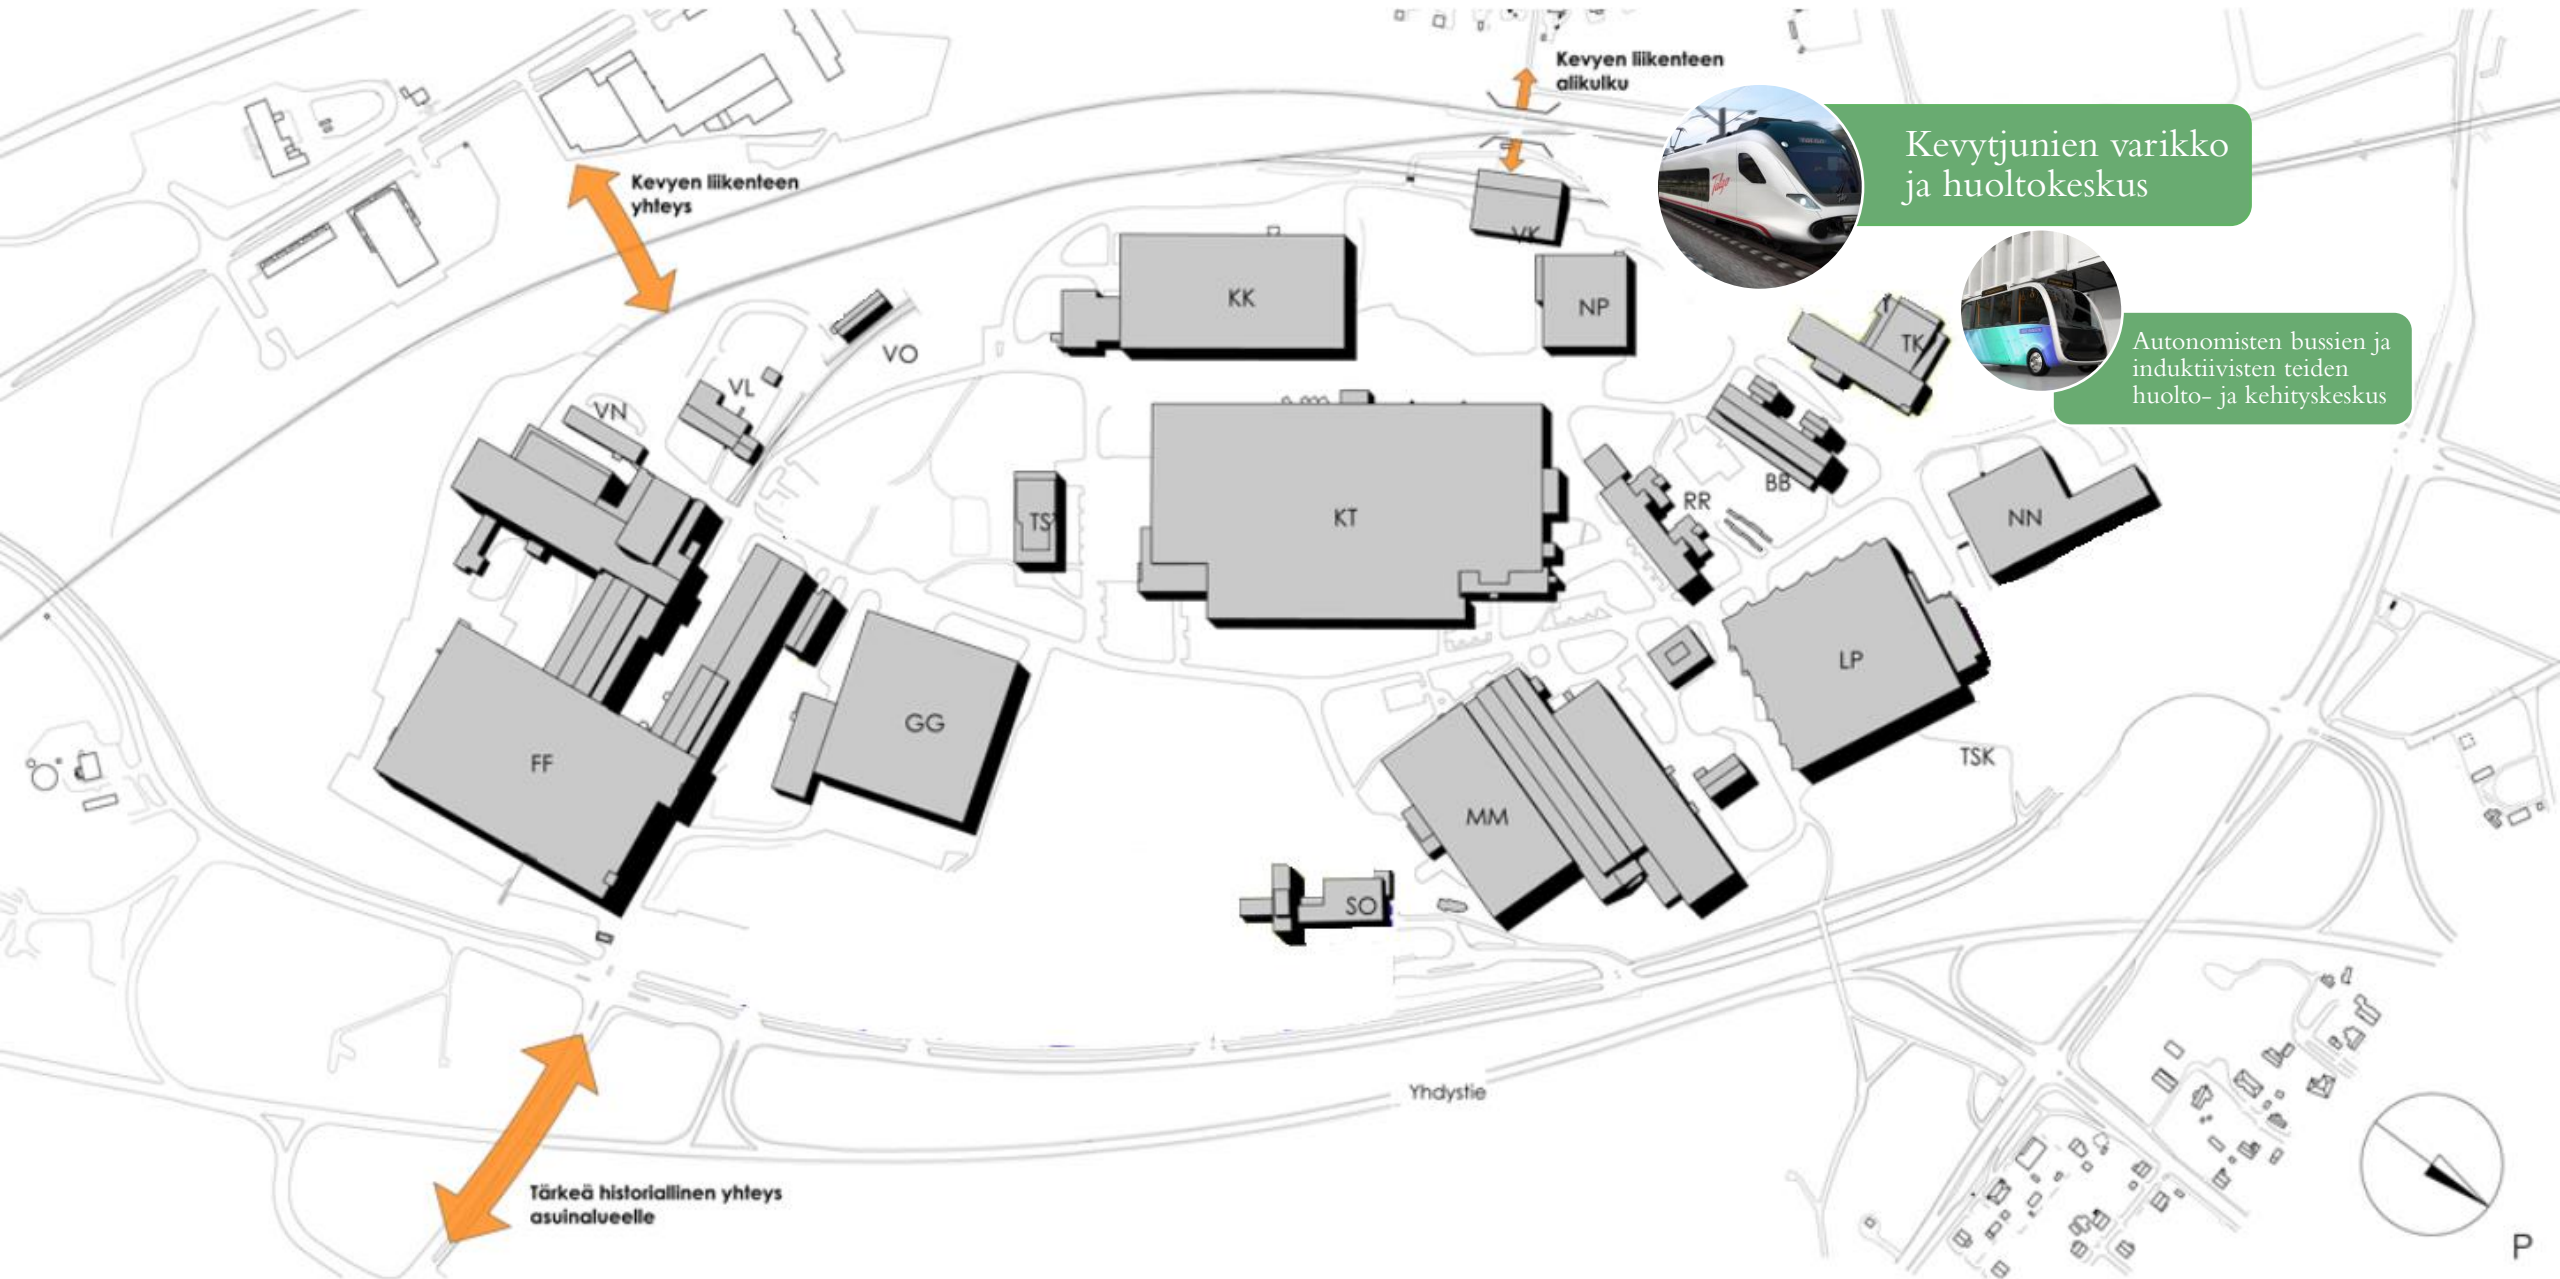 Kevyen liikenteen
alikulku
Kevytjunien varikko
ja huoltokeskus
Talgo
Kevyen liikenteen
yhteys
VK
KK
NP
TK
Autonomisten bussien ja
induktiivisten teiden
huolto- ja kehityskeskus
VO
VL
VN
BB
RR
TS
KT
NN
LP
GG
FF
TSK
MM
SO
Yhdystie
Tärkeä historiallinen yhteys
asuinalueelle
P